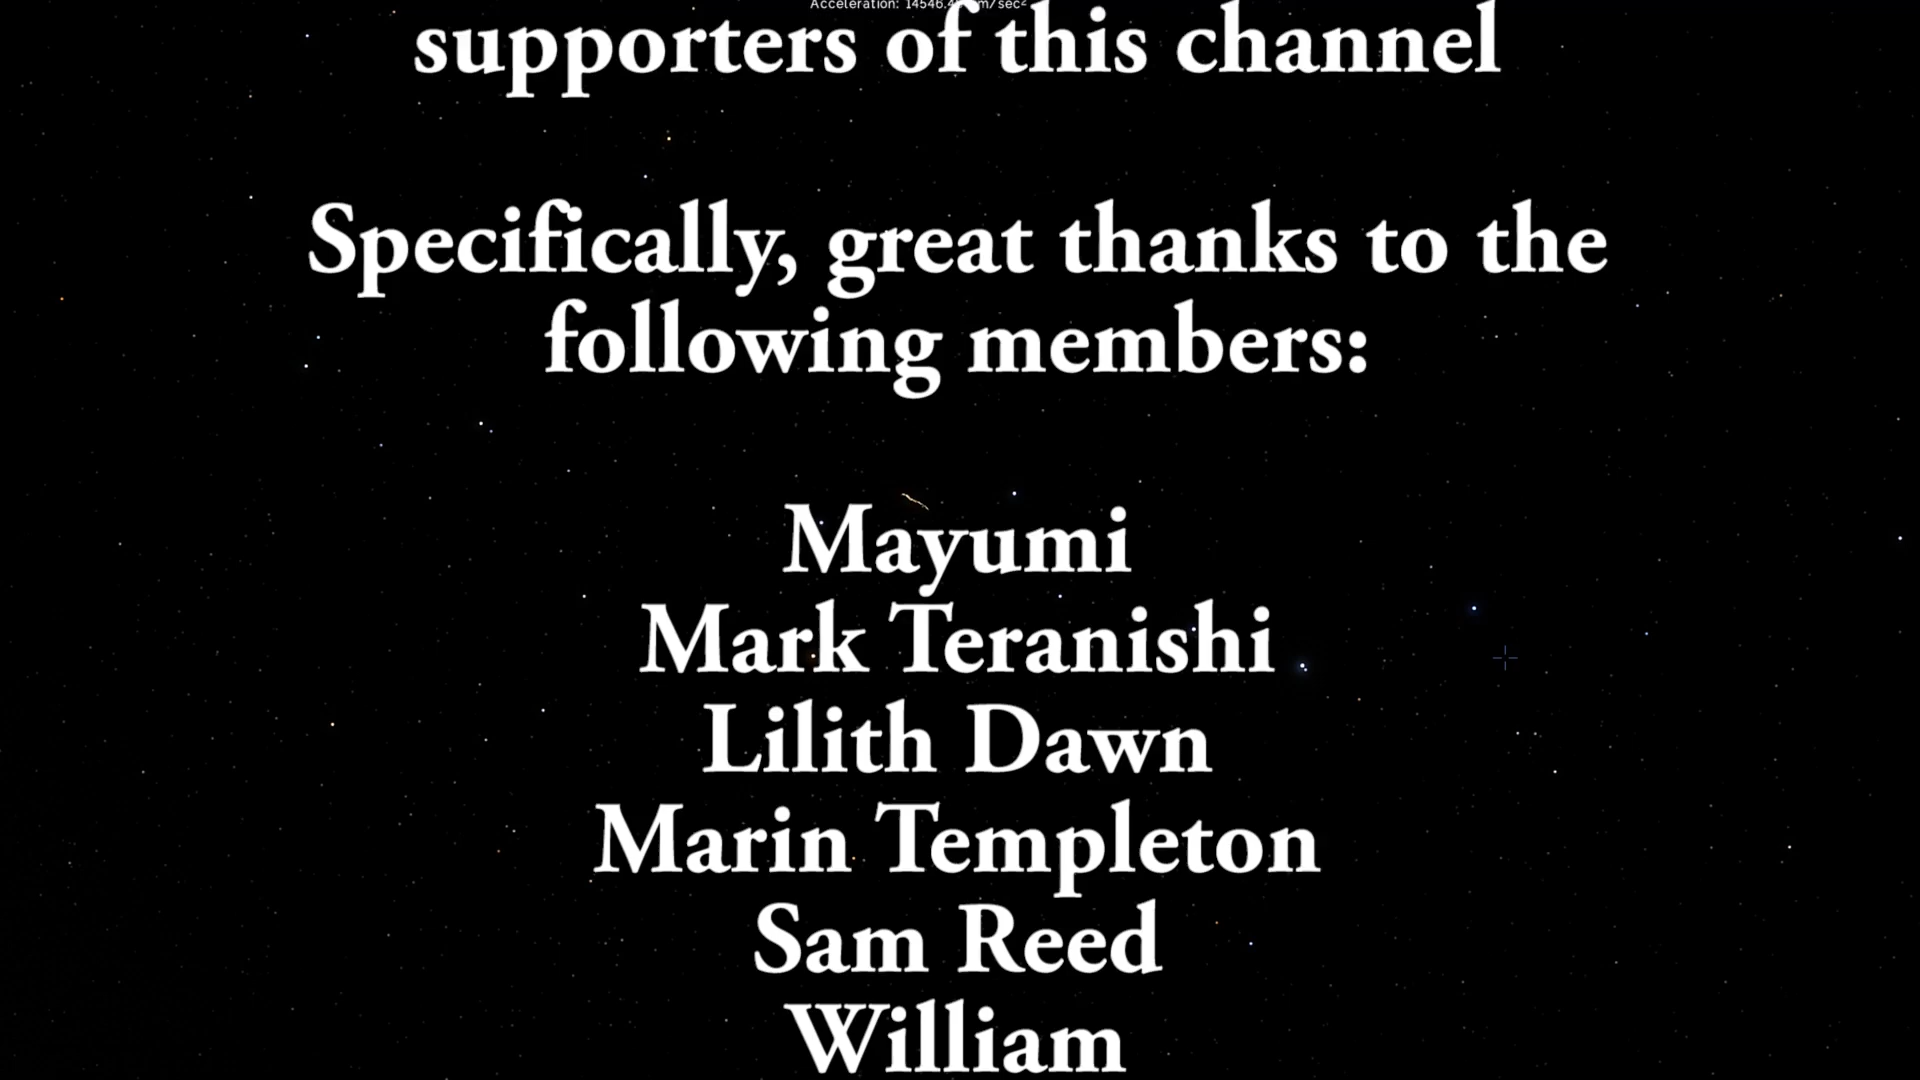 Acceleration:
supporters of this channel
Specifically, great thanks to the
following members:
Mayumi
Mark Teranishi
Lilith Dawn
Marin Templeton
Sam Reed
William